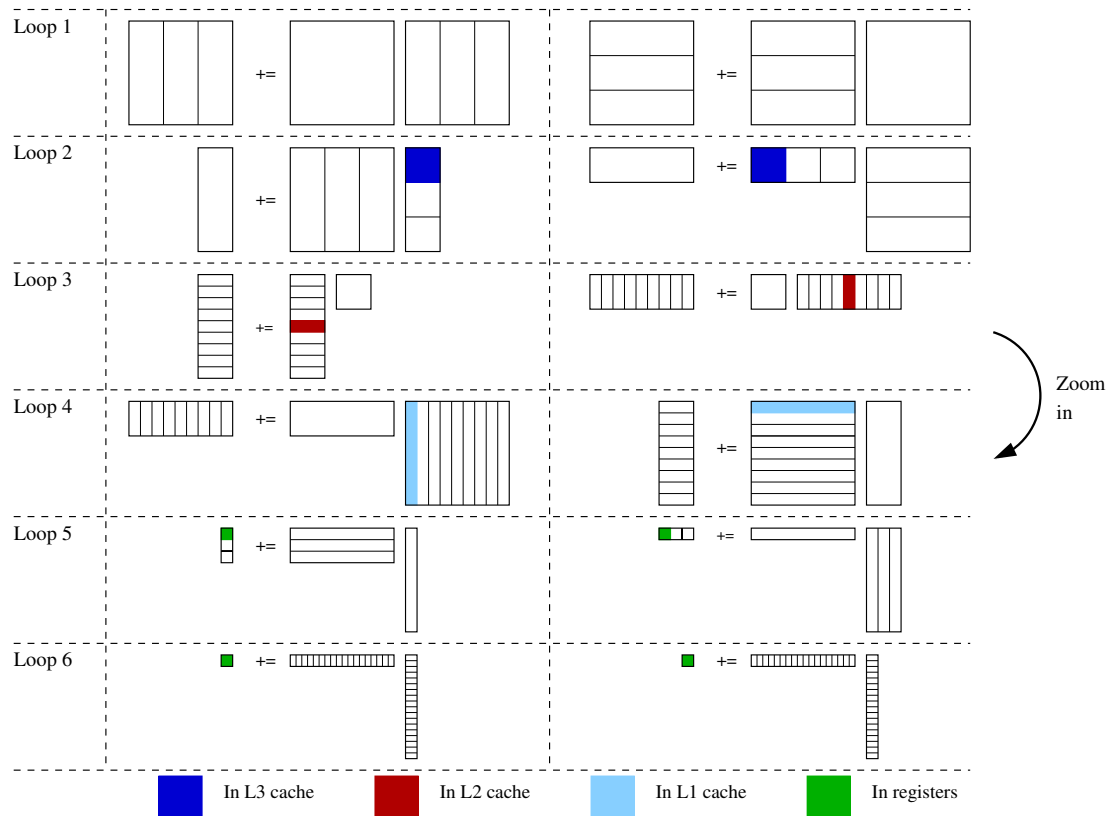 Loop 1
+=
+=
Loop 2
+=
+=
Loop 3
+=
+=
Zoom
in
Loop 4
+=
+=
Loop 5
+=
+=
Loop 6
+=
+=
In L3 cache
In L2 cache
In L1 cache
In registers